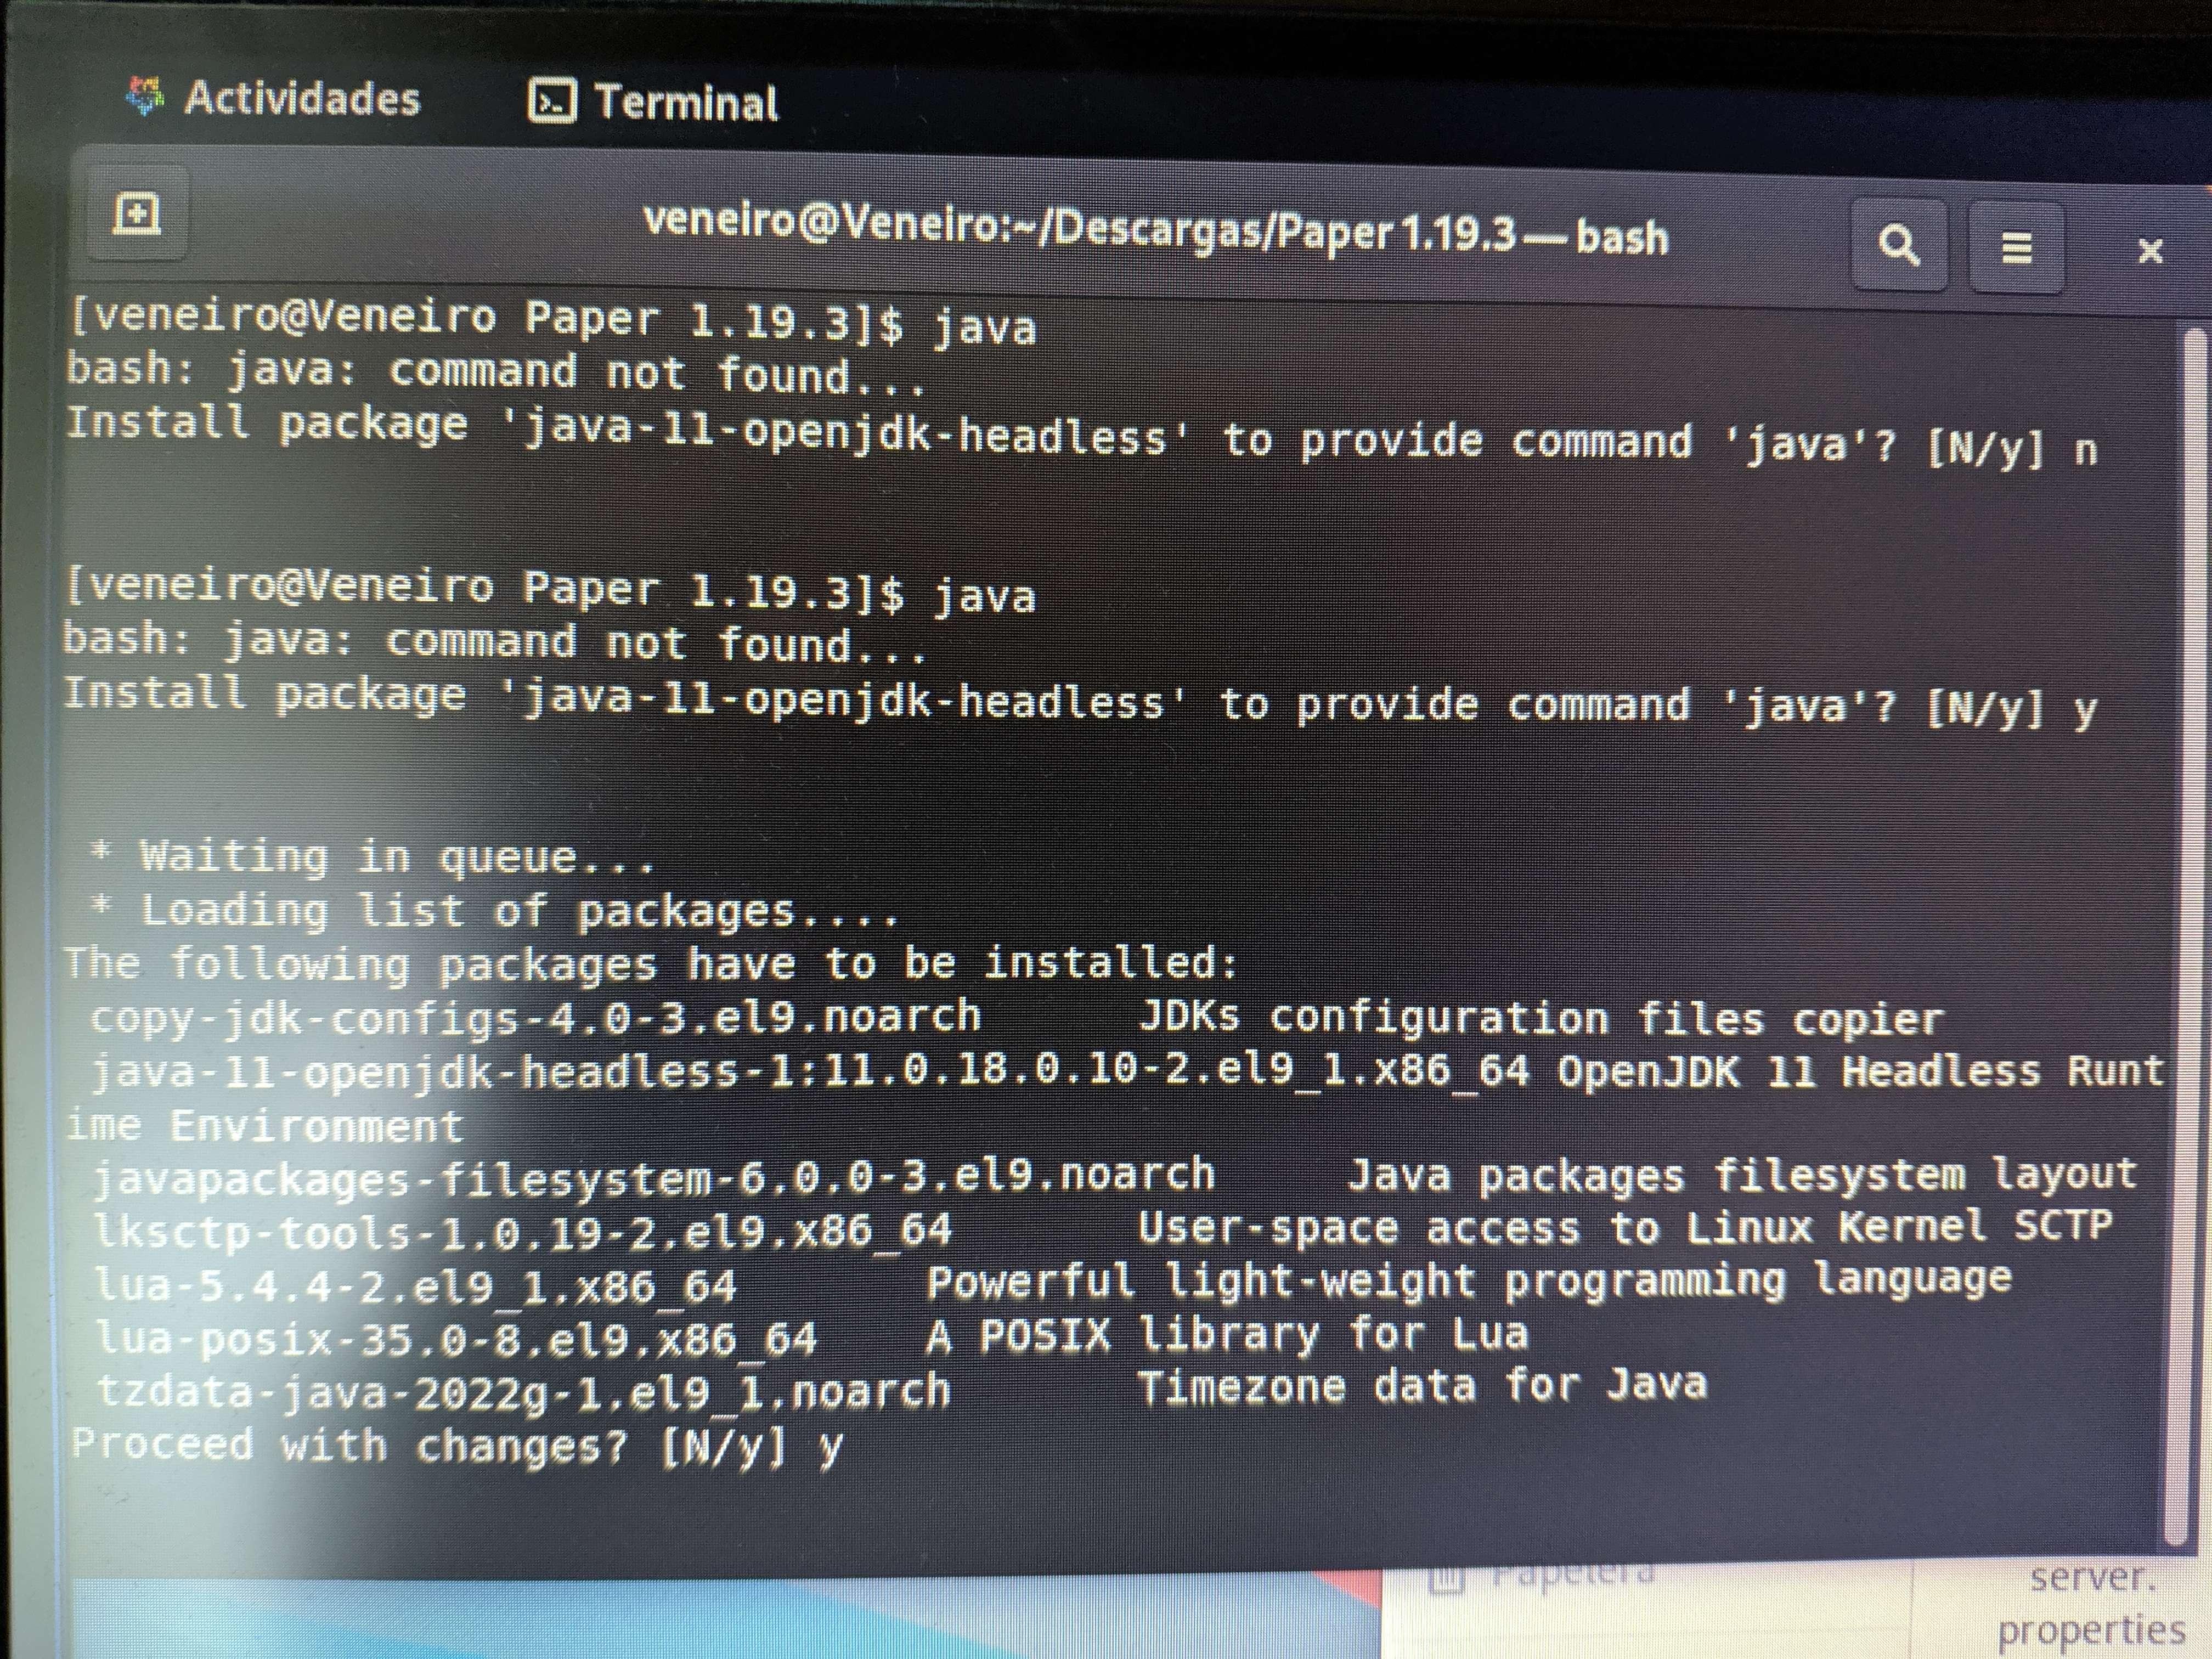 Actividades
Terminal
veneiro@Veneiro:~/Descargas/Paper 1.19.3 — bash
[veneiro@Veneiro Paper 1.19.3]$ java
bash: java: command not found...
Install package 'java-11-openjdk-headless' to provide command 'java'? [N/y] n
[veneiro@Veneiro Paper 1.19.3]$ java
bash: java: command not found...
Install package 'java-11-openjdk-headless' to provide command 'java'? [N/y] y
* Waiting in queue...
* Loading list of packages....
The following packages have to be installed:
copy-jdk-configs-4.0-3.el9.noarch JDKs configuration files copier
java-11-openjdk-headless-1:11.0.18.0.10-2.el9_1.x86_64 OpenJDK 11 Headless Runt
ime Environment
javapackages-filesystem-6.0.0-3.el9.noarch Java packages filesystem layout
lksctp-tools-1.0.19-2.el9.x86_64 User-space access to Linux Kernel SCTP
lua-5.4.4-2.el9_1.x86_64 Powerful light-weight programming language
lua-posix-35.0-8.el9.x86_64 A POSIX library for Lua
tzdata-java-2022g-1.el9_1.noarch Timezone data for Java
Proceed with changes? [N/y] y
Papelera
server.
properties